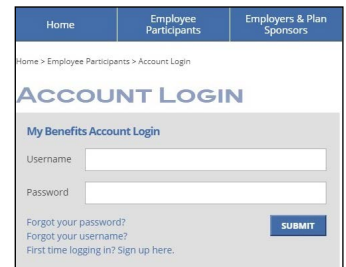 Home
Employee Participants
Employers & Plan Sponsors
Home > Employee Participants > Account Login
ACCOUNT LOGIN
My Benefits Account Login
Username
Password
Forgot your password?
Forgot your username?
First time logging in? Sign up here.
SUBMIT